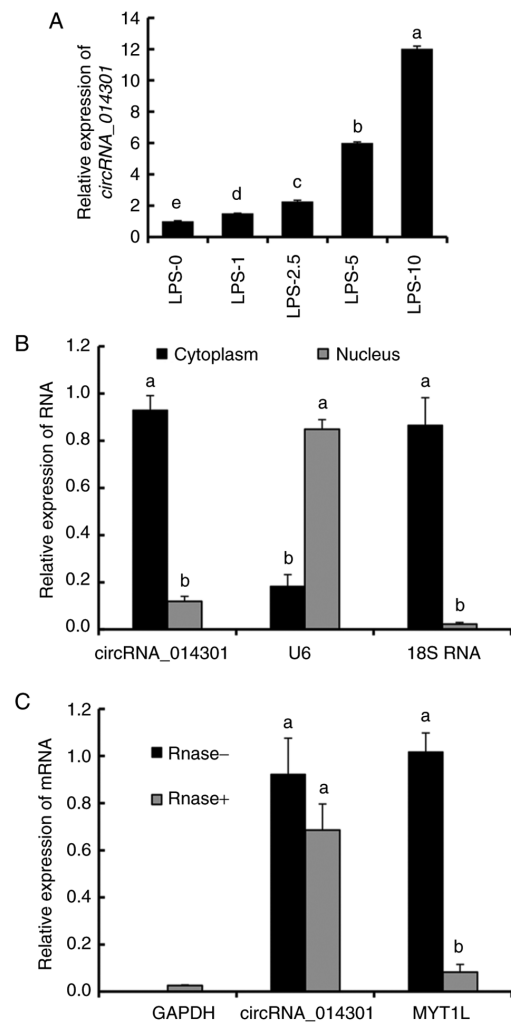 A
Relative expression of
circRNA_014301
14
12
10
8
6
4
2
0
e
d
c
b
a
LPS-0
LPS-1
LPS-2.5
LPS-5
LPS-10
B
Relative expression of RNA
1.2
1.0
0.8
0.6
0.4
0.2
0.0
Cytoplasm
Nucleus
a
b
b
a
a
b
circRNA_014301
U6
18S RNA
C
Relative expression of mRNA
1.2
1.0
0.8
0.6
0.4
0.2
0.0
Rnase−
Rnase+
a
a
a
b
GAPDH
circRNA_014301
MYT1L